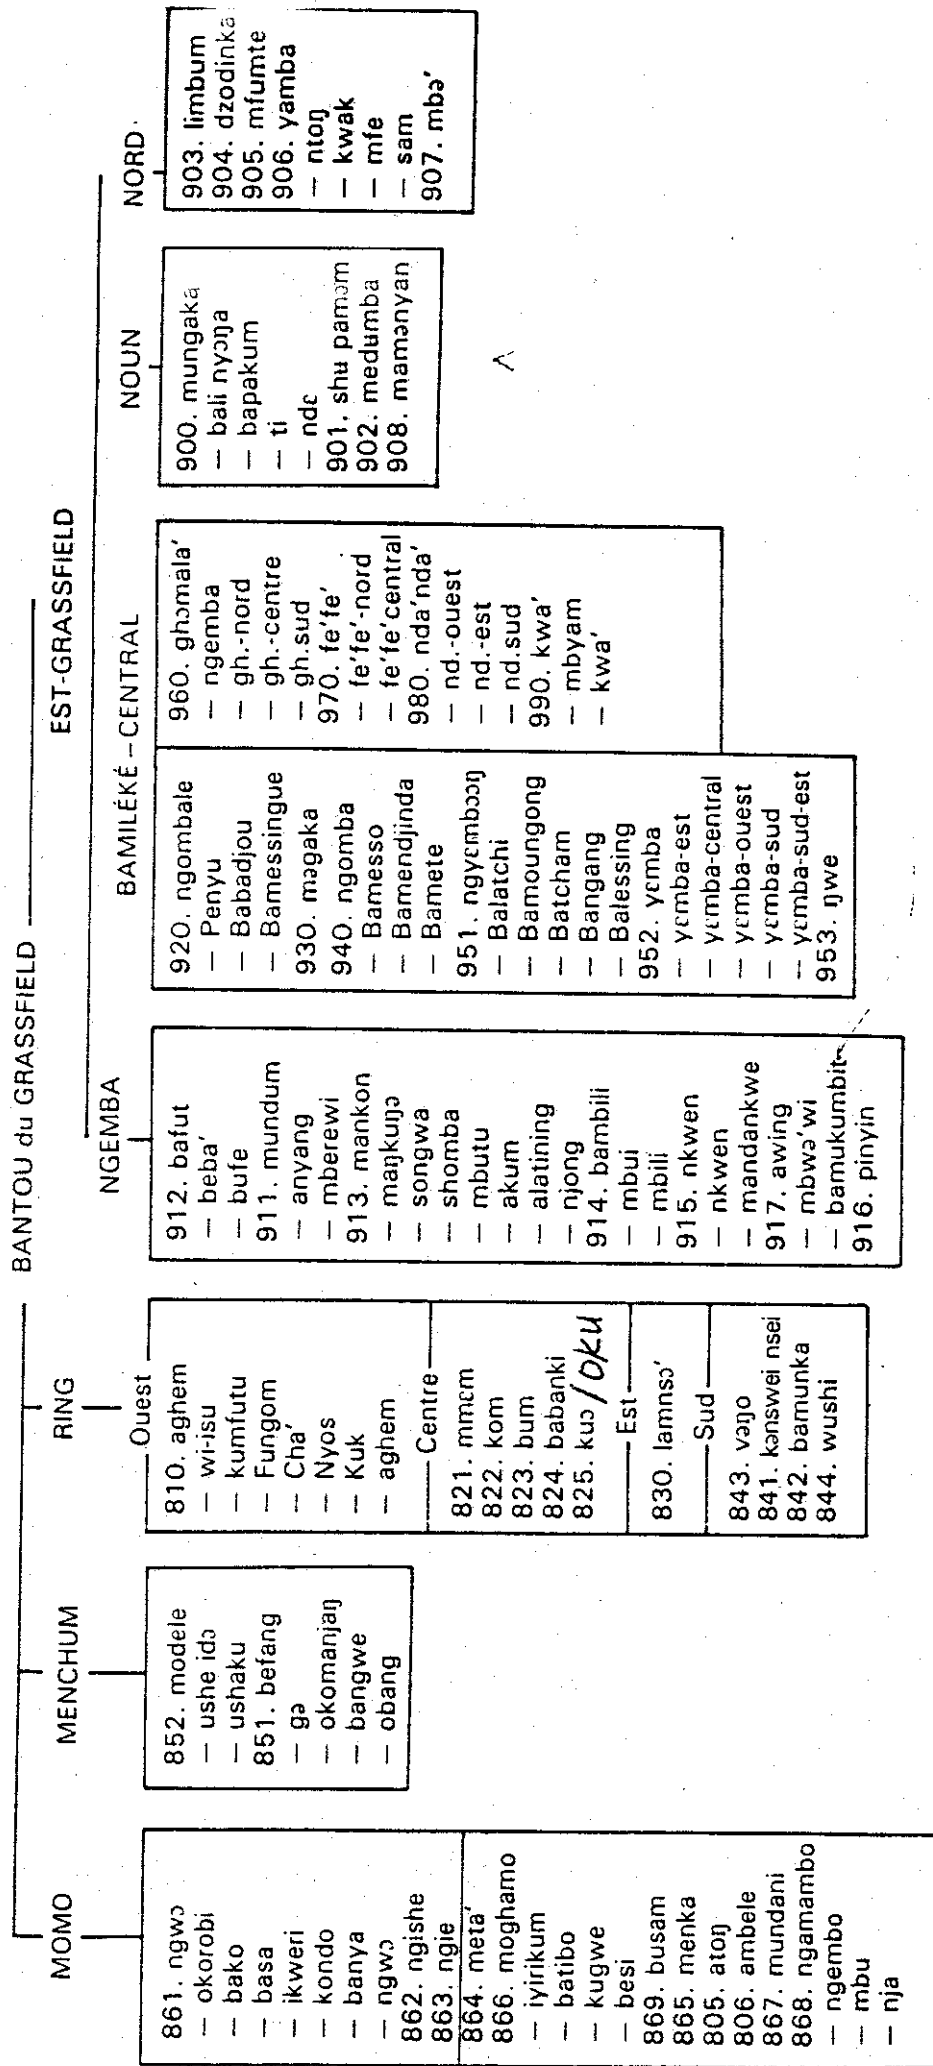 BANTOU du GRASSFIELD
EST-GRASSFIELD
MOMO
861. ngwɔ
— okorobi
— bako
— basa
— ikweri
— kondo
— banya
— ngwɔ
862. ngishe
863. ngie
864. meta'
866. moghamo
— iyirikum
— batibo
— kugwe
— besi
869. busam
865. menka
805. atoŋ
806. ambele
867. mundani
868. ngamambo
— ngembo
— mbu
— nja
MENCHUM
852. modele
— ushe idɔ
— ushaku
851. befang
— gə
— okomanjaŋ
— bangwe
— obang
RING
Ouest
810. aghem
— wi-isu
— kumfutu
— Fungom
— Cha'
— Nyos
— Kuk
— aghem
Centre
821. mmɛm
822. kom
823. bum
824. babanki
825. kuɔ /OKU
Est
830. lamnsɔ'
Sud
843. vəŋo
841. kənswei nsei
842. bamunka
844. wushi
NGEMBA
912. bafut
— beba'
— bufe
911. mundum
— anyang
— mberewi
913. mankon
— maŋkuŋə
— songwa
— shomba
— mbutu
— akum
— alatining
— njong
914. bambili
— mbui
— mbili
915. nkwen
— nkwen
— mandankwe
917. awing
— mbwə'wi
— bamukumbit
916. pinyin
BAMILÉKÉ – CENTRAL
920. ngombale
— Penyu
— Babadjou
— Bamessingue
930. məgaka
940. ngomba
— Bamesso
— Bamendjinda
— Bamete
951. ngyɛmbɔɔŋ
— Balatchi
— Bamoungong
— Batcham
— Bangang
— Balessing
952. yɛmba
— yɛmba-est
— yɛmba-central
— yɛmba-ouest
— yɛmba-sud
— yɛmba-sud-est
953. ŋwe
960. ghɔmala'
— ngemba
— gh.-nord
— gh.-centre
— gh.sud
970. fe'fe'
— fe'fe'-nord
— fe'fe'central
980. nda'nda'
— nd.-ouest
— nd.-est
— nd.sud
990. kwa'
— mbyam
— kwa'
NOUN
900. mungaka
— bali nyɔŋa
— bapakum
— ti
— ndɛ
901. shʉ pamɔm
902. medʉmba
908. mamənyan
NORD
903. limbum
904. dzodinka
905. mfumte
906. yamba
— ntoŋ
— kwak
— mfe
— sam
907. mbə'